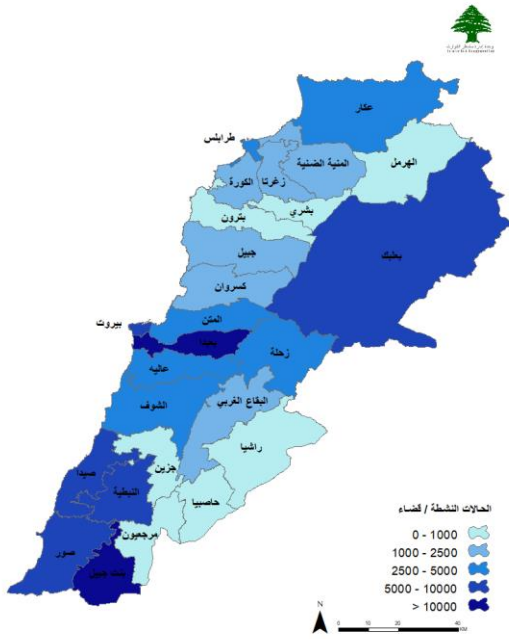 عكار
طرابلس
المنية الضنية
الهرمل
زغرتا
الكورة
بشري
بترون
بعلبك
جبيل
كسروان
المتن
بيروت
بعبدا
زحلة
عاليه
الشوف
البقاع الغربي
راشيا
جزين
صيدا
النبطية
حاصبيا
مرجعيون
صور
بنت جبيل
الحالات النشطة / قضاء
0 - 1000
1000 - 2500
2500 - 5000
5000 - 10000
> 10000
N
0 10 20 40